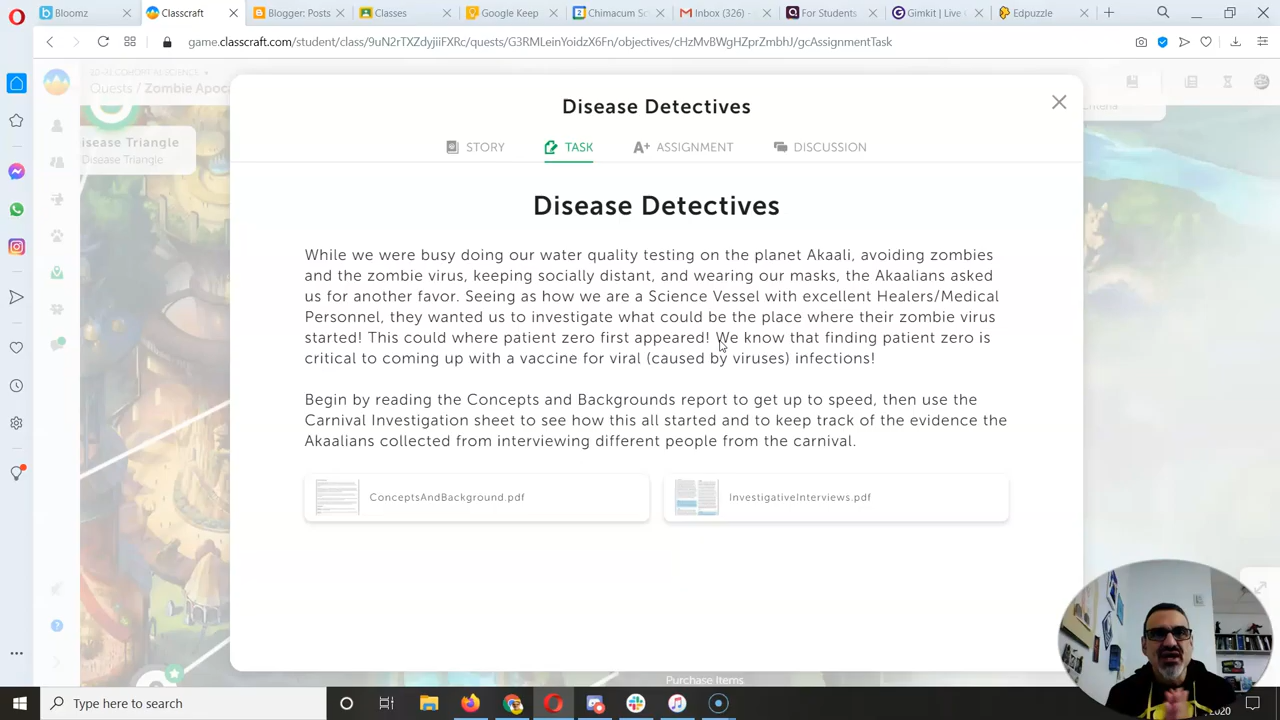 Bloomz
Classcraft
Blogger: Posts
Classes
Google Keep
Chimacum Sc
Gmail Inbox (326)
For Students
Gimkit | Live
Edpuzzle
game.classcraft.com/student/class/9uN2rTXZdyjiiFXRc/quests/G3RMLeinYoidzX6Fn/objectives/cHzMvBWgHZprZmbhJ/gcAssignmentTask
Quests / Zombie Apoca
isease Triangle
Disease Triangle
Disease Detectives
STORY
TASK
A+ ASSIGNMENT
DISCUSSION
Disease Detectives
While we were busy doing our water quality testing on the planet Akaali, avoiding zombies
and the zombie virus, keeping socially distant, and wearing our masks, the Akaalians asked
us for another favor. Seeing as how we are a Science Vessel with excellent Healers/Medical
Personnel, they wanted us to investigate what could be the place where their zombie virus
started! This could where patient zero first appeared! We know that finding patient zero is
critical to coming up with a vaccine for viral (caused by viruses) infections!
Begin by reading the Concepts and Backgrounds report to get up to speed, then use the
Carnival Investigation sheet to see how this all started and to keep track of the evidence the
Akaalians collected from interviewing different people from the carnival.
ConceptsAndBackground.pdf
InvestigativeInterviews.pdf
Purchase Items
Type here to search
2020